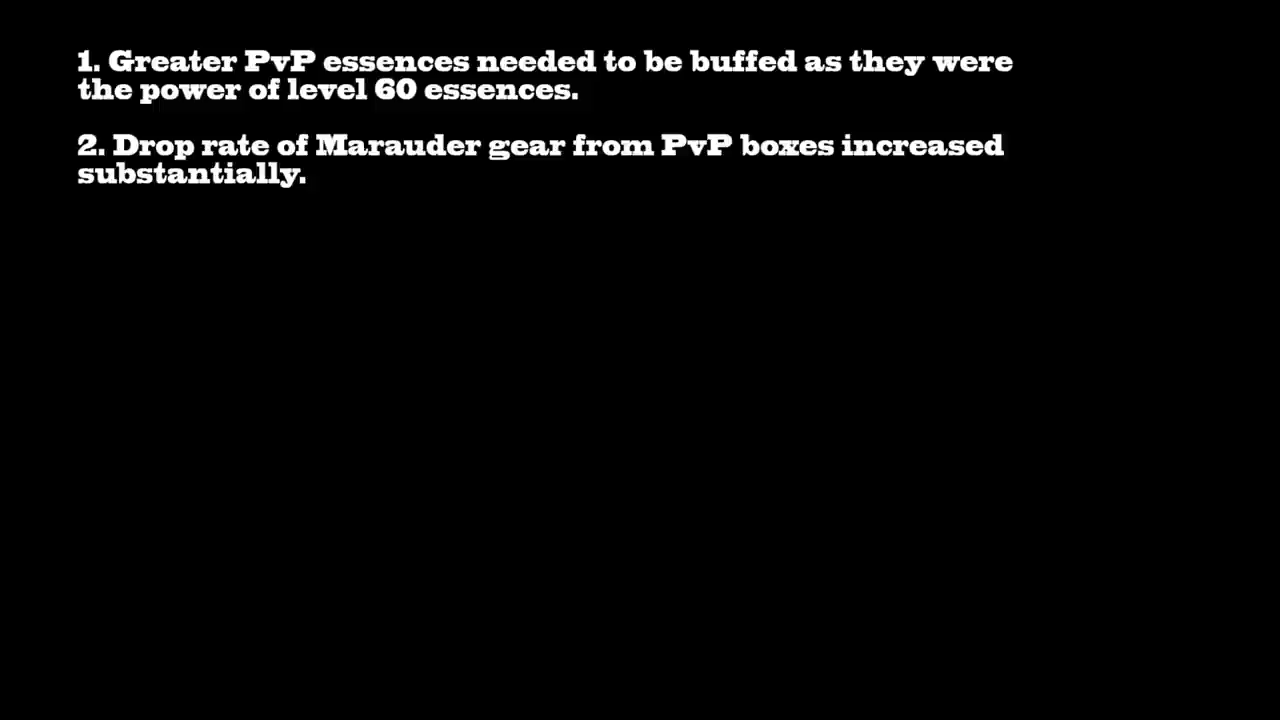 1. Greater PvP essences needed to be buffed as they were
the power of level 60 essences.
2. Drop rate of Marauder gear from PvP boxes increased
substantially.